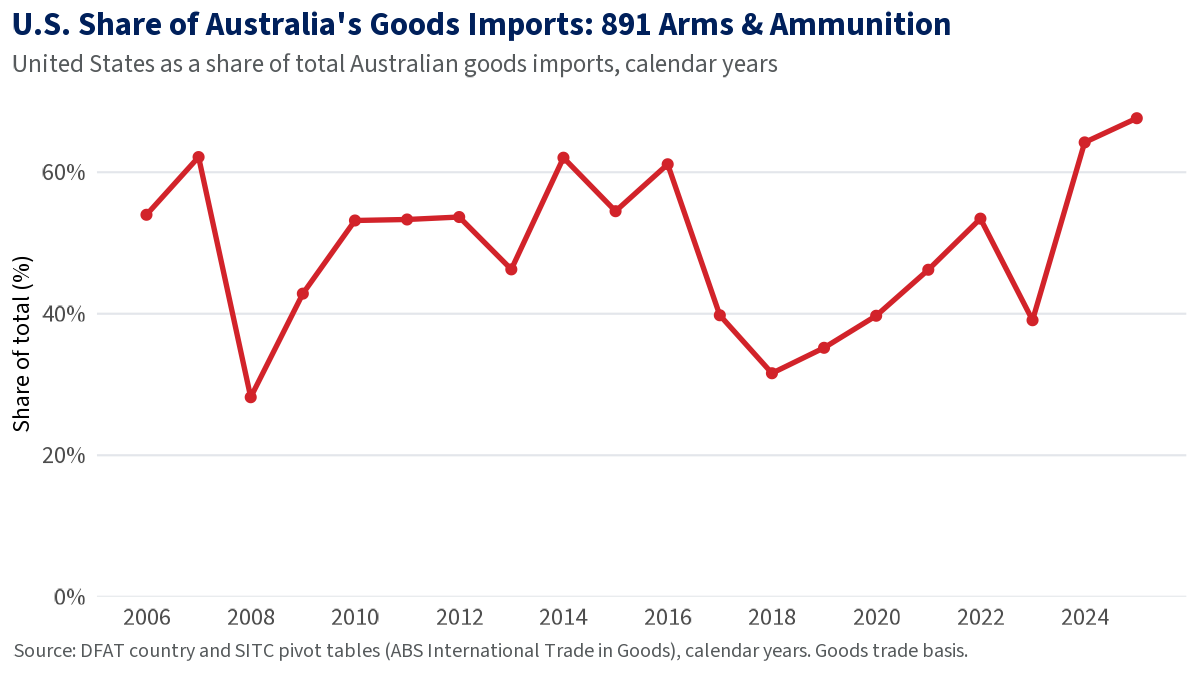 U.S. Share of Australia's Goods Imports: 891 Arms & Ammunition
United States as a share of total Australian goods imports, calendar years
Share of total (%)
60%
40%
20%
0%
2006 2008 2010 2012 2014 2016 2018 2020 2022 2024
Source: DFAT country and SITC pivot tables (ABS International Trade in Goods), calendar years. Goods trade basis.